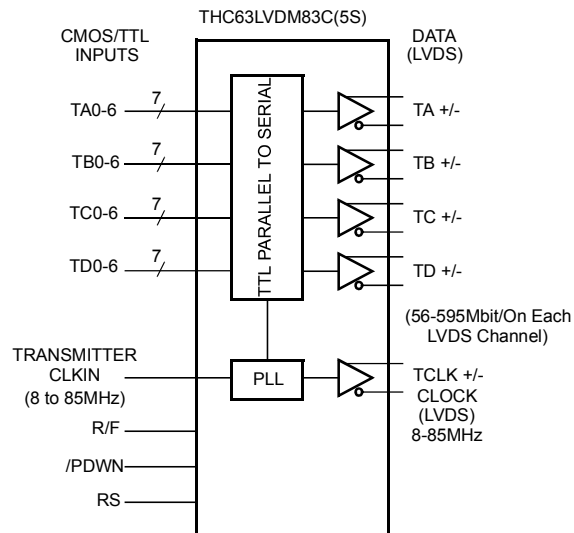 THC63LVDM83C(5S)
CMOS/TTL
INPUTS
DATA
(LVDS)
TTL PARALLEL TO SERIAL
TA0-6
7
TA +/-
TB0-6
7
TB +/-
TC0-6
7
TC +/-
TD0-6
7
TD +/-
(56-595Mbit/On Each
LVDS Channel)
TRANSMITTER
CLKIN
(8 to 85MHz)
PLL
TCLK +/-
CLOCK
(LVDS)
8-85MHz
R/F
/PDWN
RS